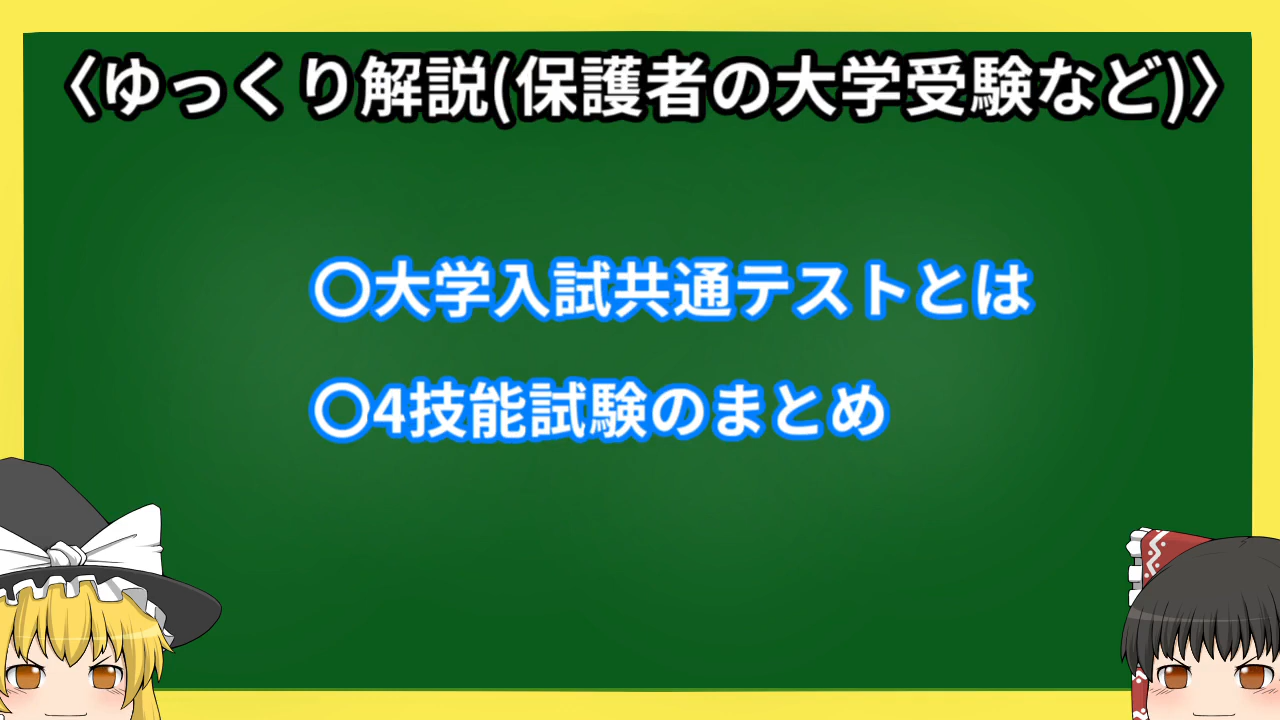 〈ゆっくり解説(保護者の大学受験など)〉
〇大学入試共通テストとは
〇4技能試験のまとめ